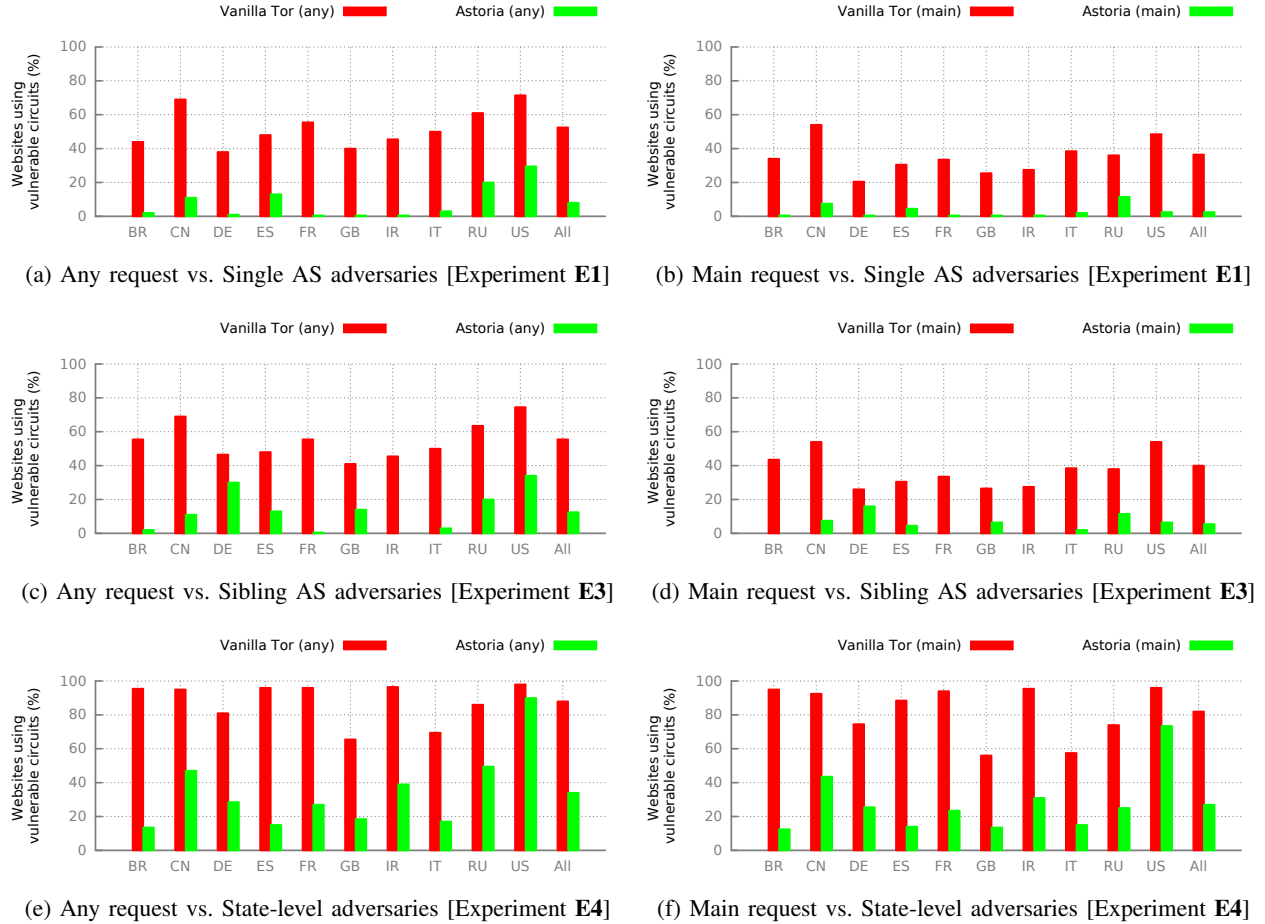 Vanilla Tor (any) Astoria (any)
Websites using
vulnerable circuits (%)
100
80
60
40
20
0
BR CN DE ES FR GB IR IT RU US All
(a) Any request vs. Single AS adversaries [Experiment E1]
Vanilla Tor (main) Astoria (main)
Websites using
vulnerable circuits (%)
100
80
60
40
20
0
BR CN DE ES FR GB IR IT RU US All
(b) Main request vs. Single AS adversaries [Experiment E1]
Vanilla Tor (any) Astoria (any)
Websites using
vulnerable circuits (%)
100
80
60
40
20
0
BR CN DE ES FR GB IR IT RU US All
(c) Any request vs. Sibling AS adversaries [Experiment E3]
Vanilla Tor (main) Astoria (main)
Websites using
vulnerable circuits (%)
100
80
60
40
20
0
BR CN DE ES FR GB IR IT RU US All
(d) Main request vs. Sibling AS adversaries [Experiment E3]
Vanilla Tor (any) Astoria (any)
Websites using
vulnerable circuits (%)
100
80
60
40
20
0
BR CN DE ES FR GB IR IT RU US All
(e) Any request vs. State-level adversaries [Experiment E4]
Vanilla Tor (main) Astoria (main)
Websites using
vulnerable circuits (%)
100
80
60
40
20
0
BR CN DE ES FR GB IR IT RU US All
(f) Main request vs. State-level adversaries [Experiment E4]